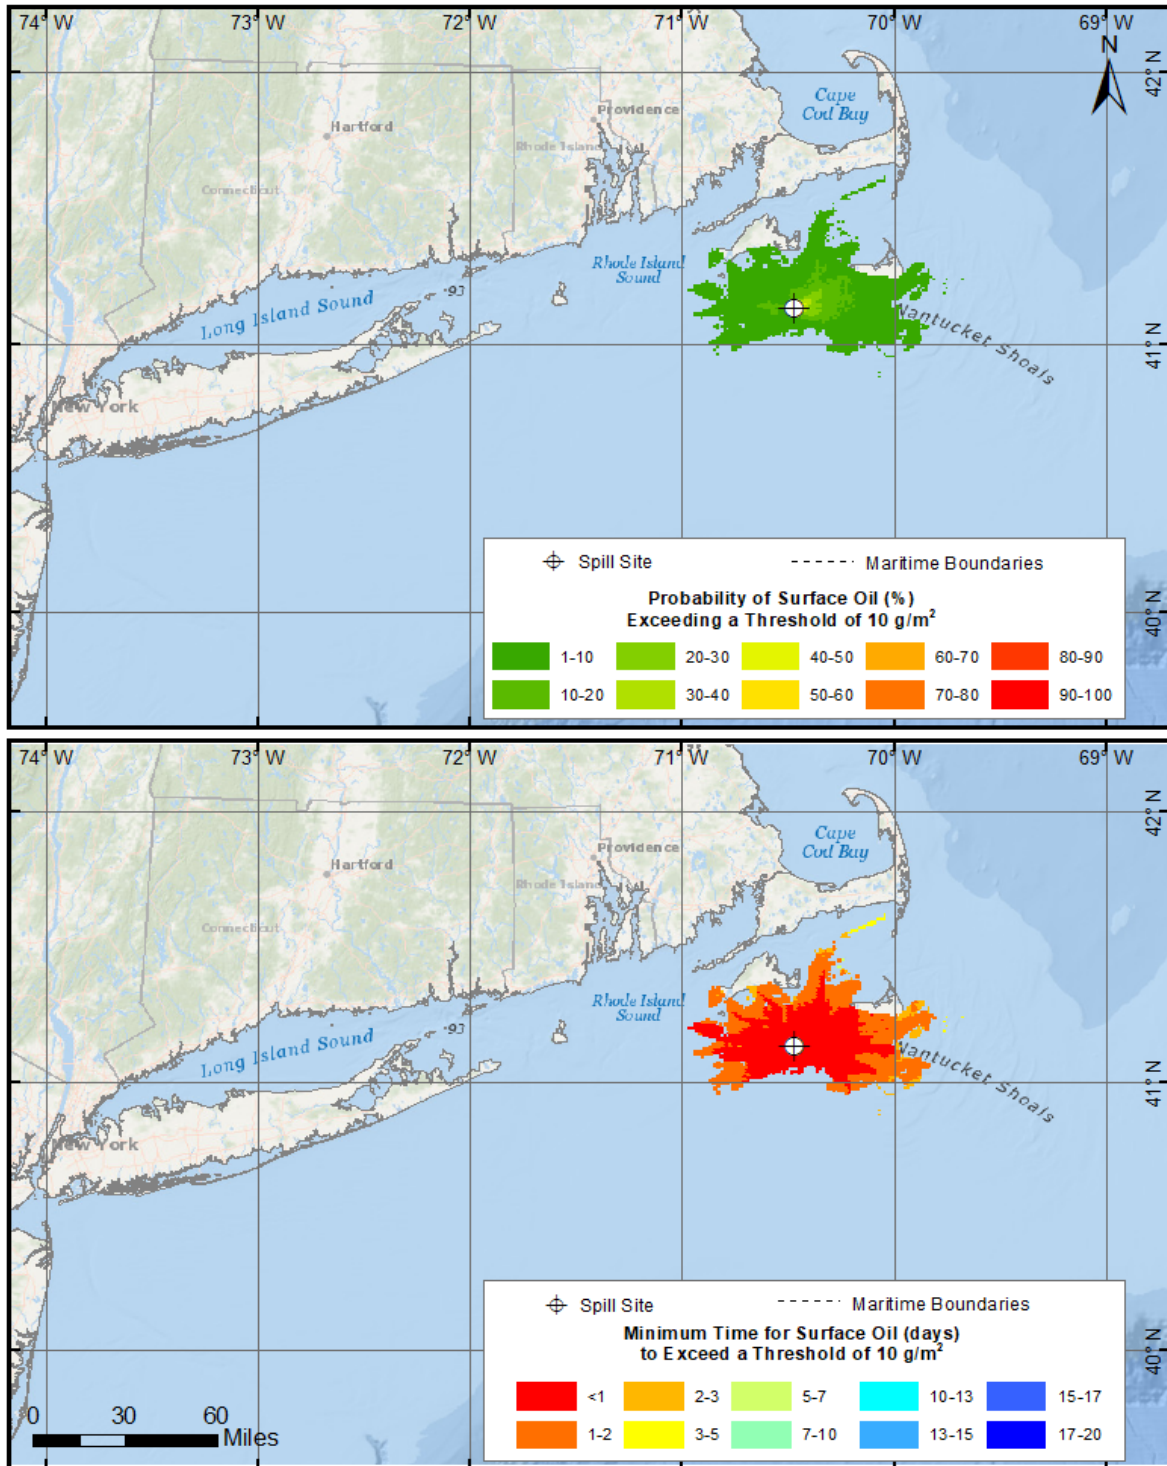 74° W 73° W 72° W 71° W 70° W 69° W
N
42° N
Cape
Cod Bay
Providence
Hartford
Rhode Island
Connecticut
Rhode Island
Sound
95
Long Island Sound
Nantucket Shoals
41° N
New York
Spill Site Maritime Boundaries
Probability of Surface Oil (%)
Exceeding a Threshold of 10 g/m²
40° N
1-10 20-30 40-50 60-70 80-90
10-20 30-40 50-60 70-80 90-100
74° W 73° W 72° W 71° W 70° W 69° W
42° N
Cape
Cod Bay
Providence
Hartford
Rhode Island
Connecticut
Rhode Island
Sound
95
Long Island Sound
Nantucket Shoals
41° N
New York
Spill Site Maritime Boundaries
Minimum Time for Surface Oil (days)
to Exceed a Threshold of 10 g/m²
40° N
<1 2-3 5-7 10-13 15-17
1-2 3-5 7-10 13-15 17-20
0 30 60
Miles